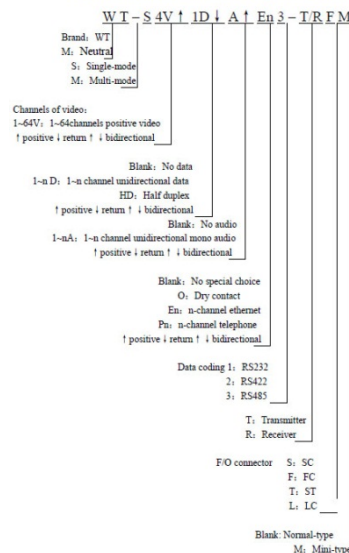 WT-S 4V↑ 1D↓ A↑ En 3-T/R F M
Brand: WT
M: Neutral
S: Single-mode
M: Multi-mode
Channels of video:
1~64V: 1~64channels positive video
↑positive↓return↑ ↓bidirectional
Blank: No data
1~n D: 1~n channel unidirectional data
HD: Half duplex
↑positive↓return↑ ↓bidirectional
Blank: No audio
1~nA: 1~n channel unidirectional mono audio
↑positive↓return↑ ↓bidirectional
Blank: No special choice
O: Dry contact
En: n-channel ethernet
Pn: n-channel telephone
↑positive↓return↑ ↓bidirectional
Data coding 1: RS232
2: RS422
3: RS485
T: Transmitter
R: Receiver
F/O connector S: SC
F: FC
T: ST
L: LC
Blank: Normal-type
M: Mini-type